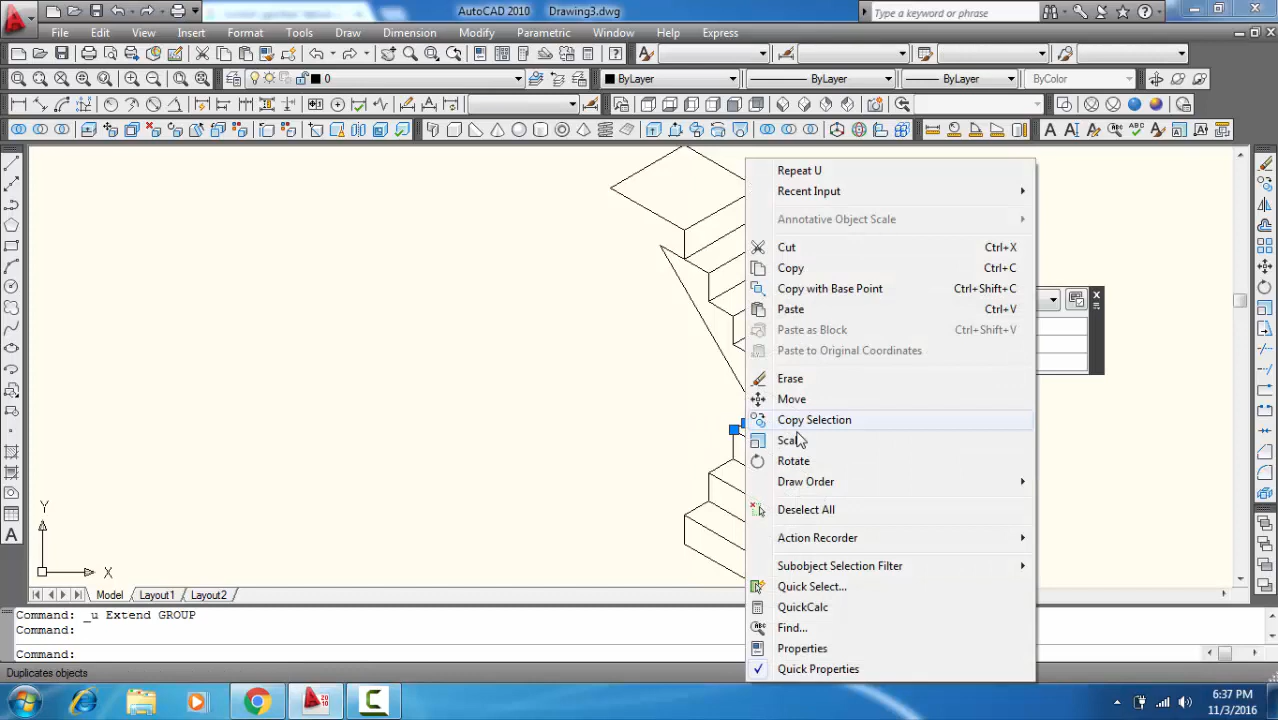 AutoCAD 2010 Drawing3.dwg
Type a keyword or phrase
File Edit View Insert Format Tools Draw Dimension Modify Parametric Window Help Express
0 ByLayer ByLayer ByLayer ByColor
Repeat U
Recent Input
Annotative Object Scale
Cut Ctrl+X
Copy Ctrl+C
Copy with Base Point Ctrl+Shift+C
Paste Ctrl+V
Paste as Block Ctrl+Shift+V
Paste to Original Coordinates
Erase
Move
Copy Selection
Rotate
Draw Order
Deselect All
Action Recorder
Subobject Selection Filter
Quick Select...
QuickCalc
Find...
Properties
Quick Properties
Y
X
Model Layout1 Layout2
Command: _u Extend GROUP
Command:
Command:
Duplicates objects
6:37 PM
11/3/2016